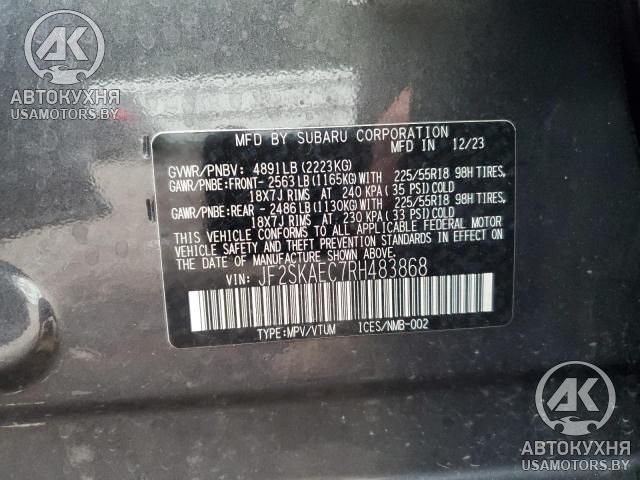 AK
АВТОКУХНЯ
USAMOTORS.BY
MFD BY SUBARU CORPORATION
GVWR/PNBV: 4891LB (2223KG) MFD IN 12/23
GAWR/PNBE:FRONT- 2563LB(1165KG)WITH 225/55R18 98H TIRES,
18X7J RIMS AT 240 KPA(35 PSI)COLD
GAWR/PNBE:REAR - 2486LB(1130KG)WITH 225/55R18 98H TIRES,
18X7J RIMS AT 230 KPA(33 PSI)COLD
THIS VEHICLE CONFORMS TO ALL APPLICABLE FEDERAL MOTOR
VEHICLE SAFETY AND THEFT PREVENTION STANDARDS IN EFFECT
ON THE DATE OF MANUFACTURE SHOWN ABOVE.
VIN: JF2SKAEC7RH483868
TYPE:MPV/VTUM ICES/NMB-002
AK
АВТОКУХНЯ
USAMOTORS.BY